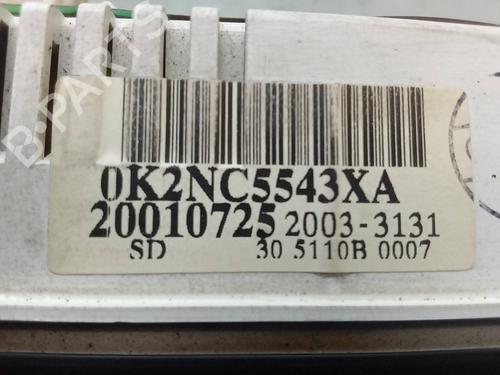 B-PARTS
0K2NC5543XA
20010725 2003-3131
SD 30 5110B 0007